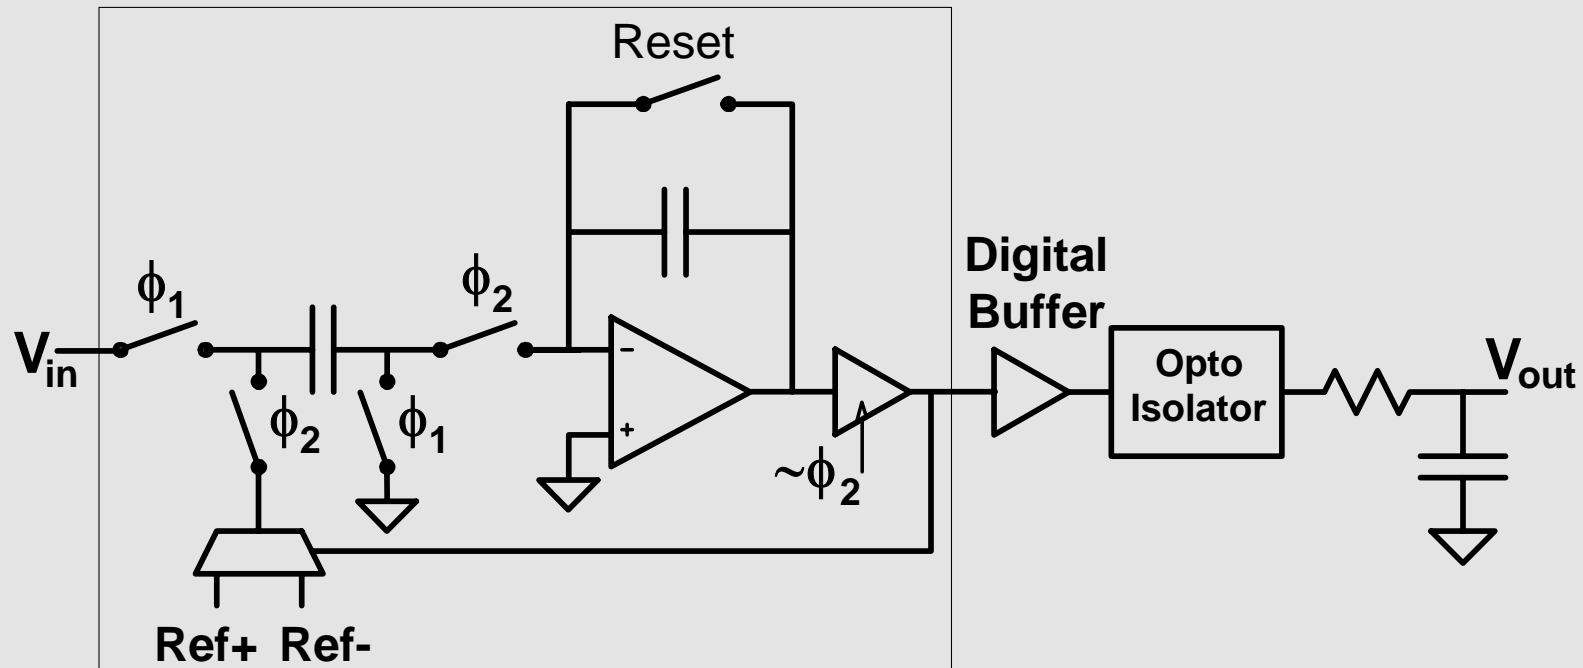 Reset
Digital
Buffer
ϕ1
ϕ2
Vin
−
Opto
Isolator
Vout
ϕ2
ϕ1
+
~ϕ2
Ref+ Ref-